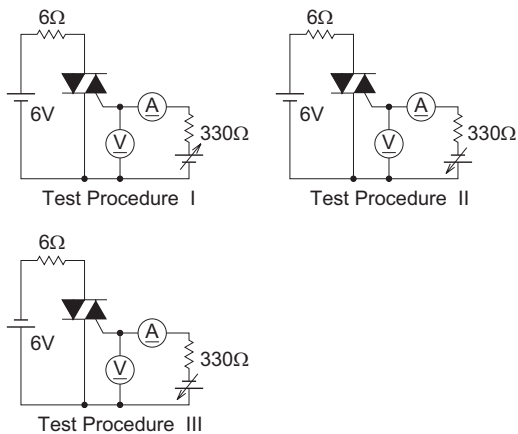 6Ω
6V
A
V
330Ω
Test Procedure I
6Ω
6V
A
V
330Ω
Test Procedure II
6Ω
6V
A
V
330Ω
Test Procedure III